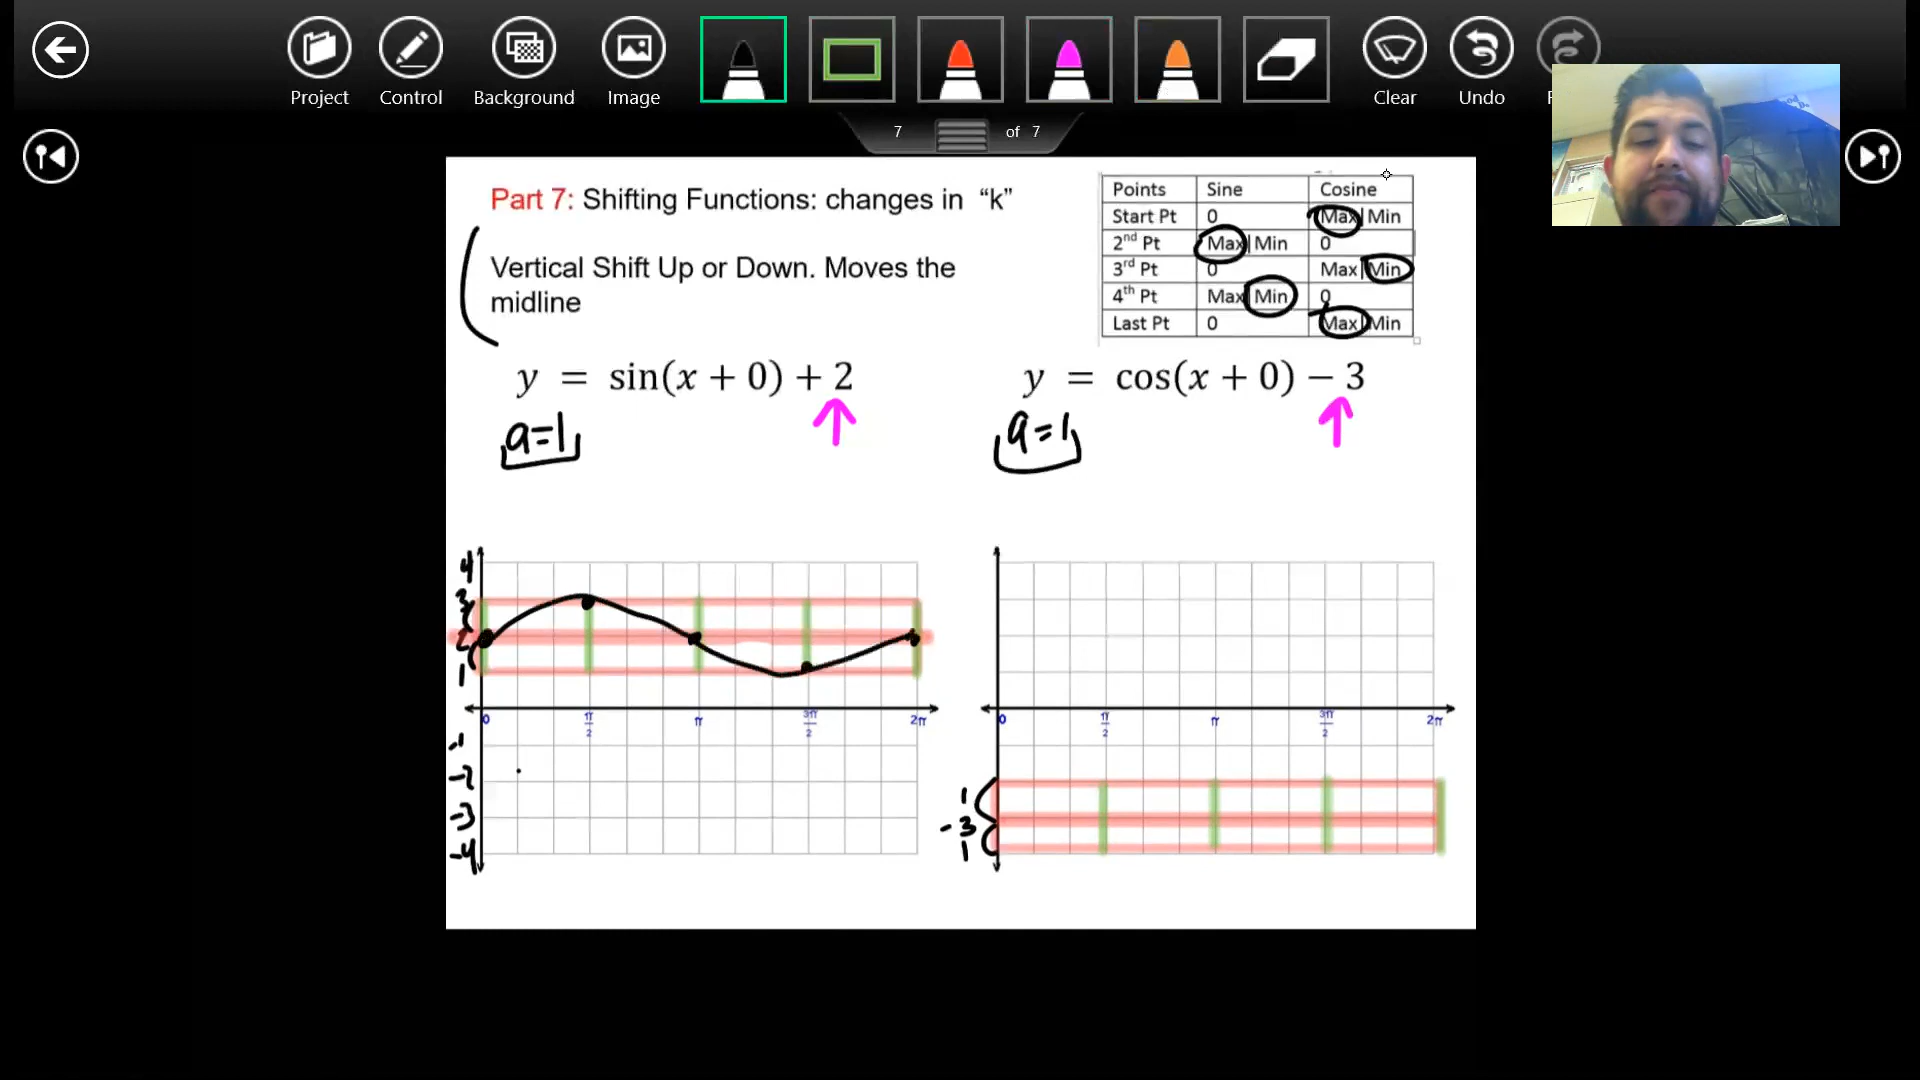 Project Control Background Image Clear Undo
7 of 7
Part 7: Shifting Functions: changes in “k”
Vertical Shift Up or Down. Moves the
midline
Points Sine Cosine
Start Pt 0 Max|Min
2nd Pt Max|Min 0
3rd Pt 0 Max|Min
4th Pt Max|Min 0
Last Pt 0 Max|Min
y = sin(x + 0) + 2
y = cos(x + 0) − 3
a=1
a=1
4
3
2
1
0 π/2 π 3π/2 2π
-1
-2
-3
-4
0 π/2 π 3π/2 2π
1
-3
1